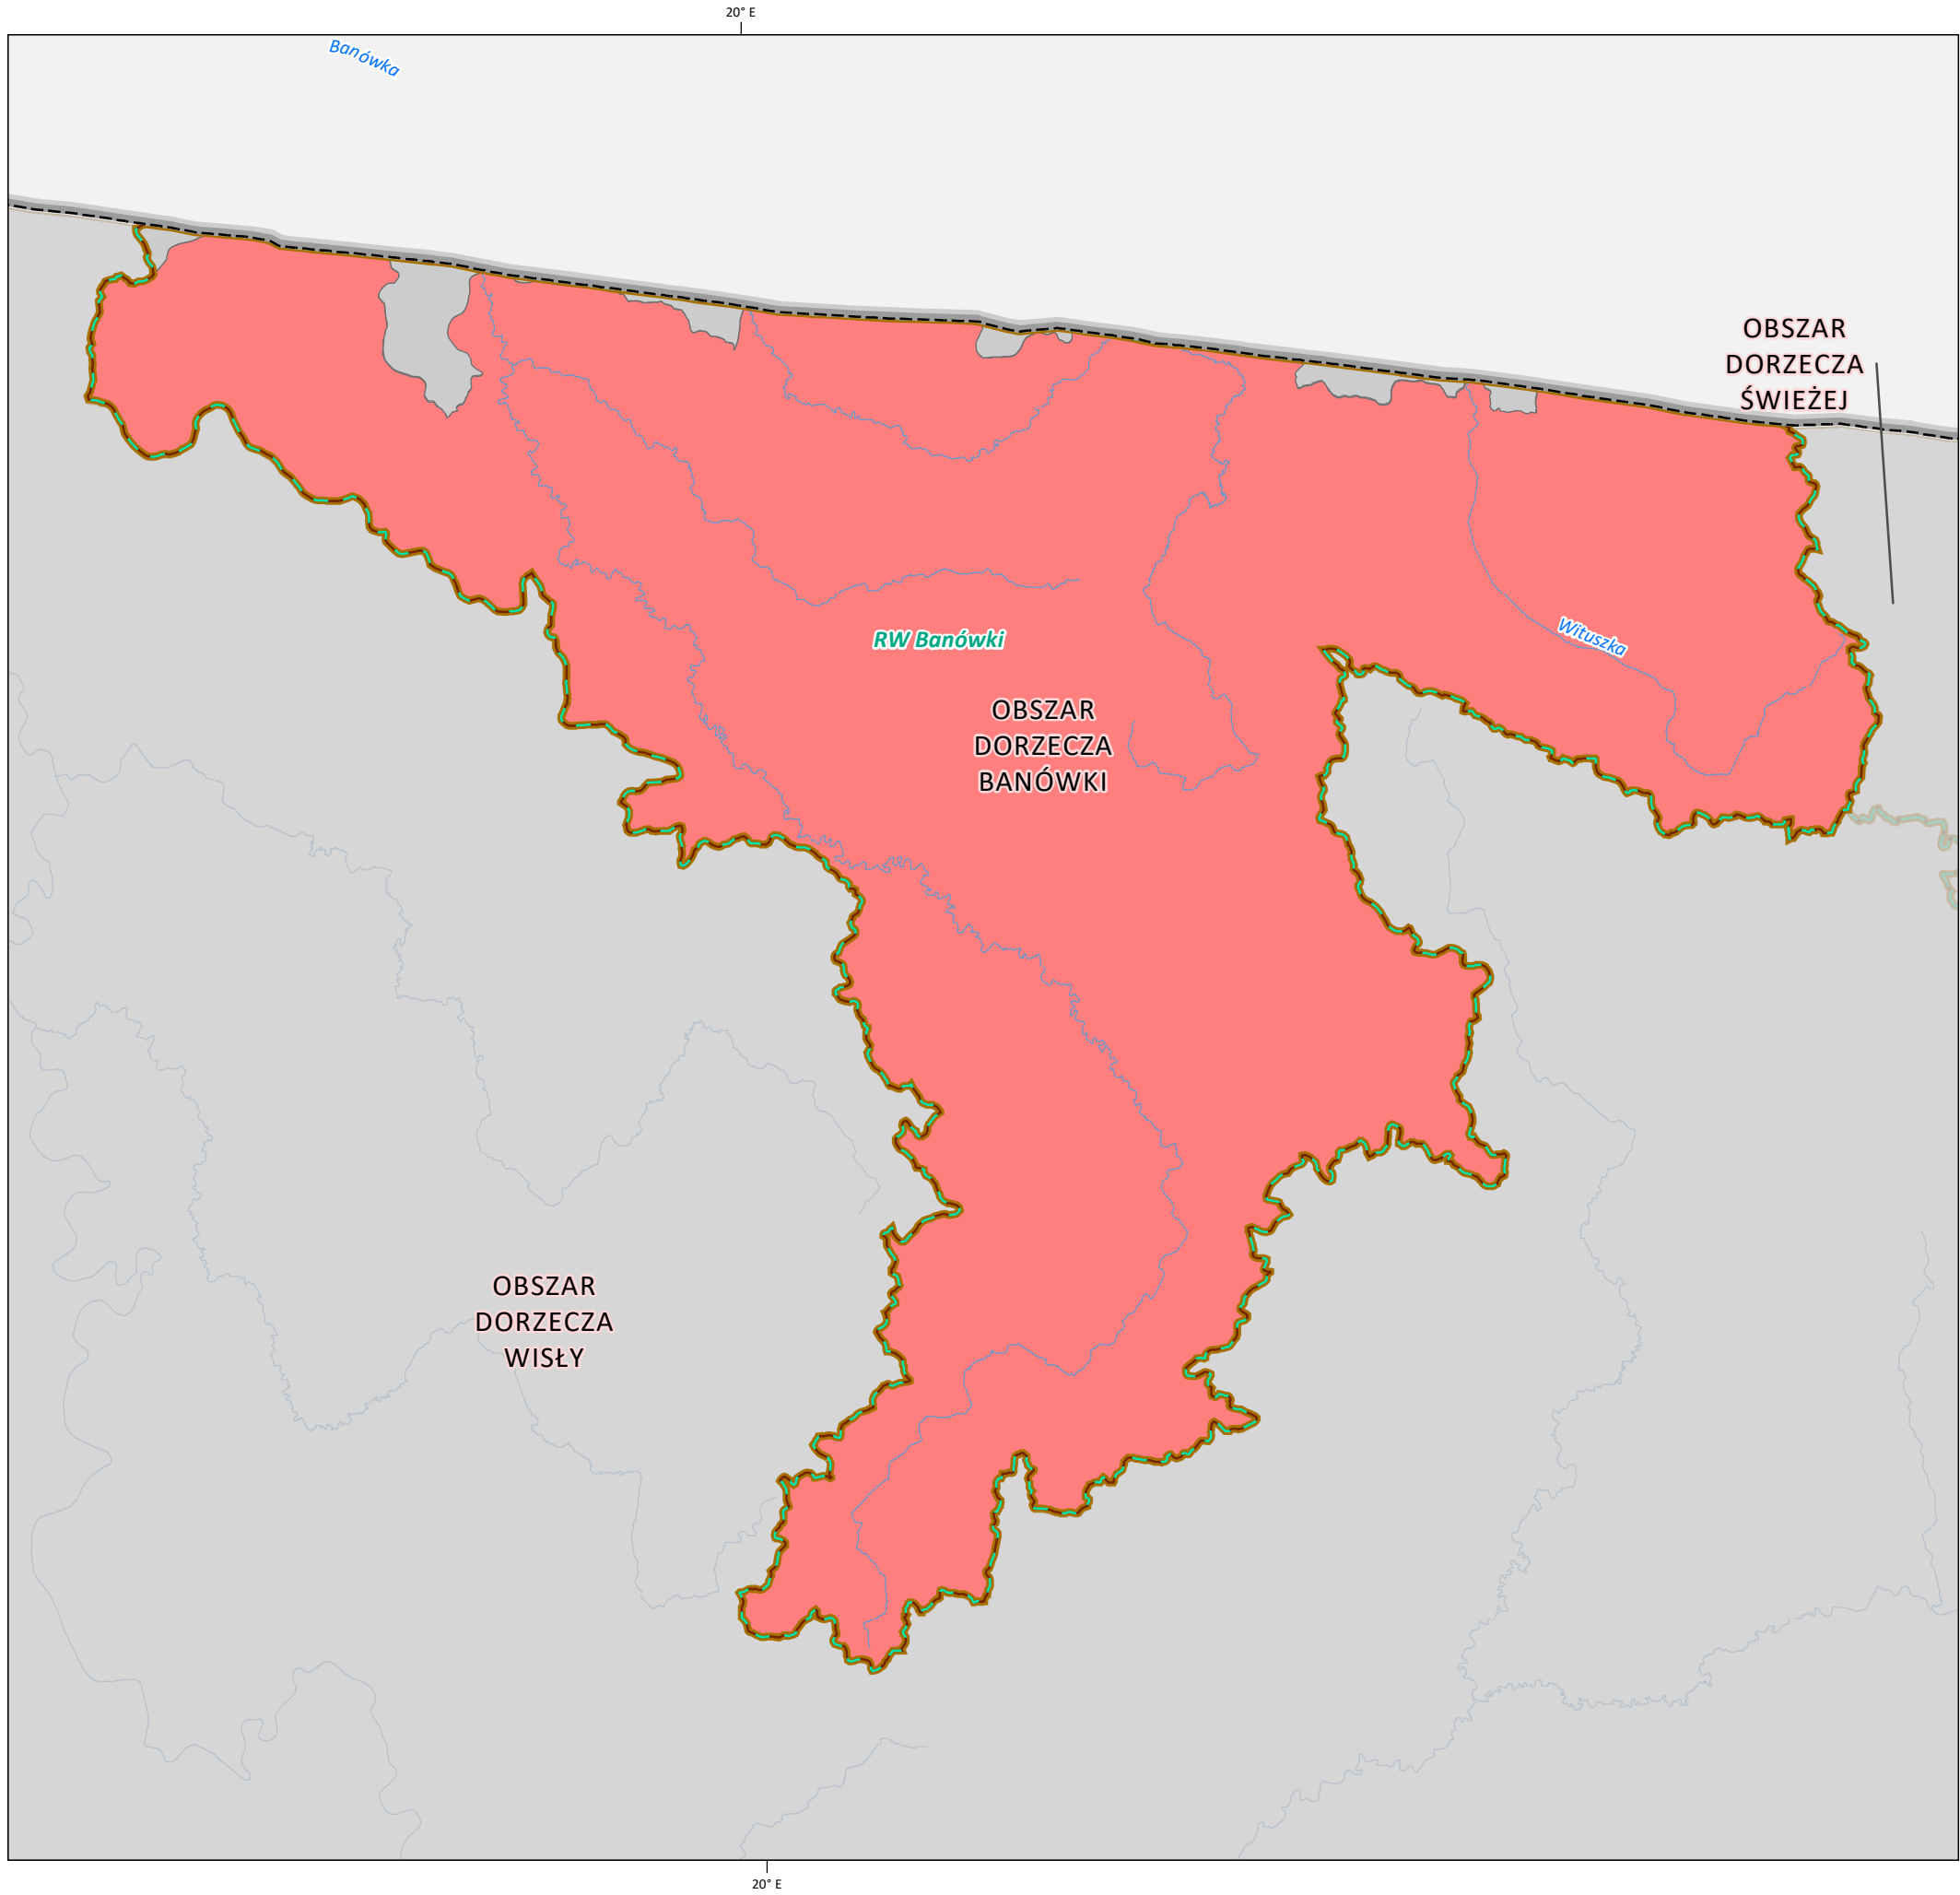 20° E
Banówka
OBSZAR
DORZECZA
ŚWIEŻEJ
Wituszka
RW Banówki
OBSZAR
DORZECZA
BANÓWKI
OBSZAR
DORZECZA
WISŁY
20° E